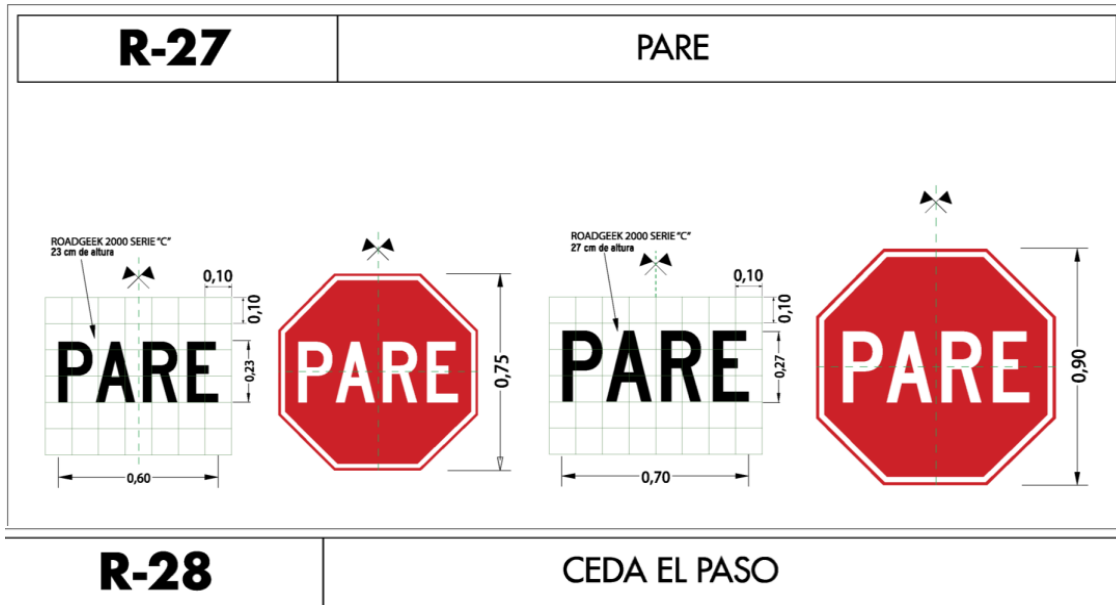 R-27
PARE
ROADGEEK 2000 SERIE "C"
23 cm de altura
0,10
0,10
PARE
0,23
0,60
PARE
0,75
ROADGEEK 2000 SERIE "C"
27 cm de altura
0,10
0,10
PARE
0,27
0,70
PARE
0,90
R-28
CEDA EL PASO